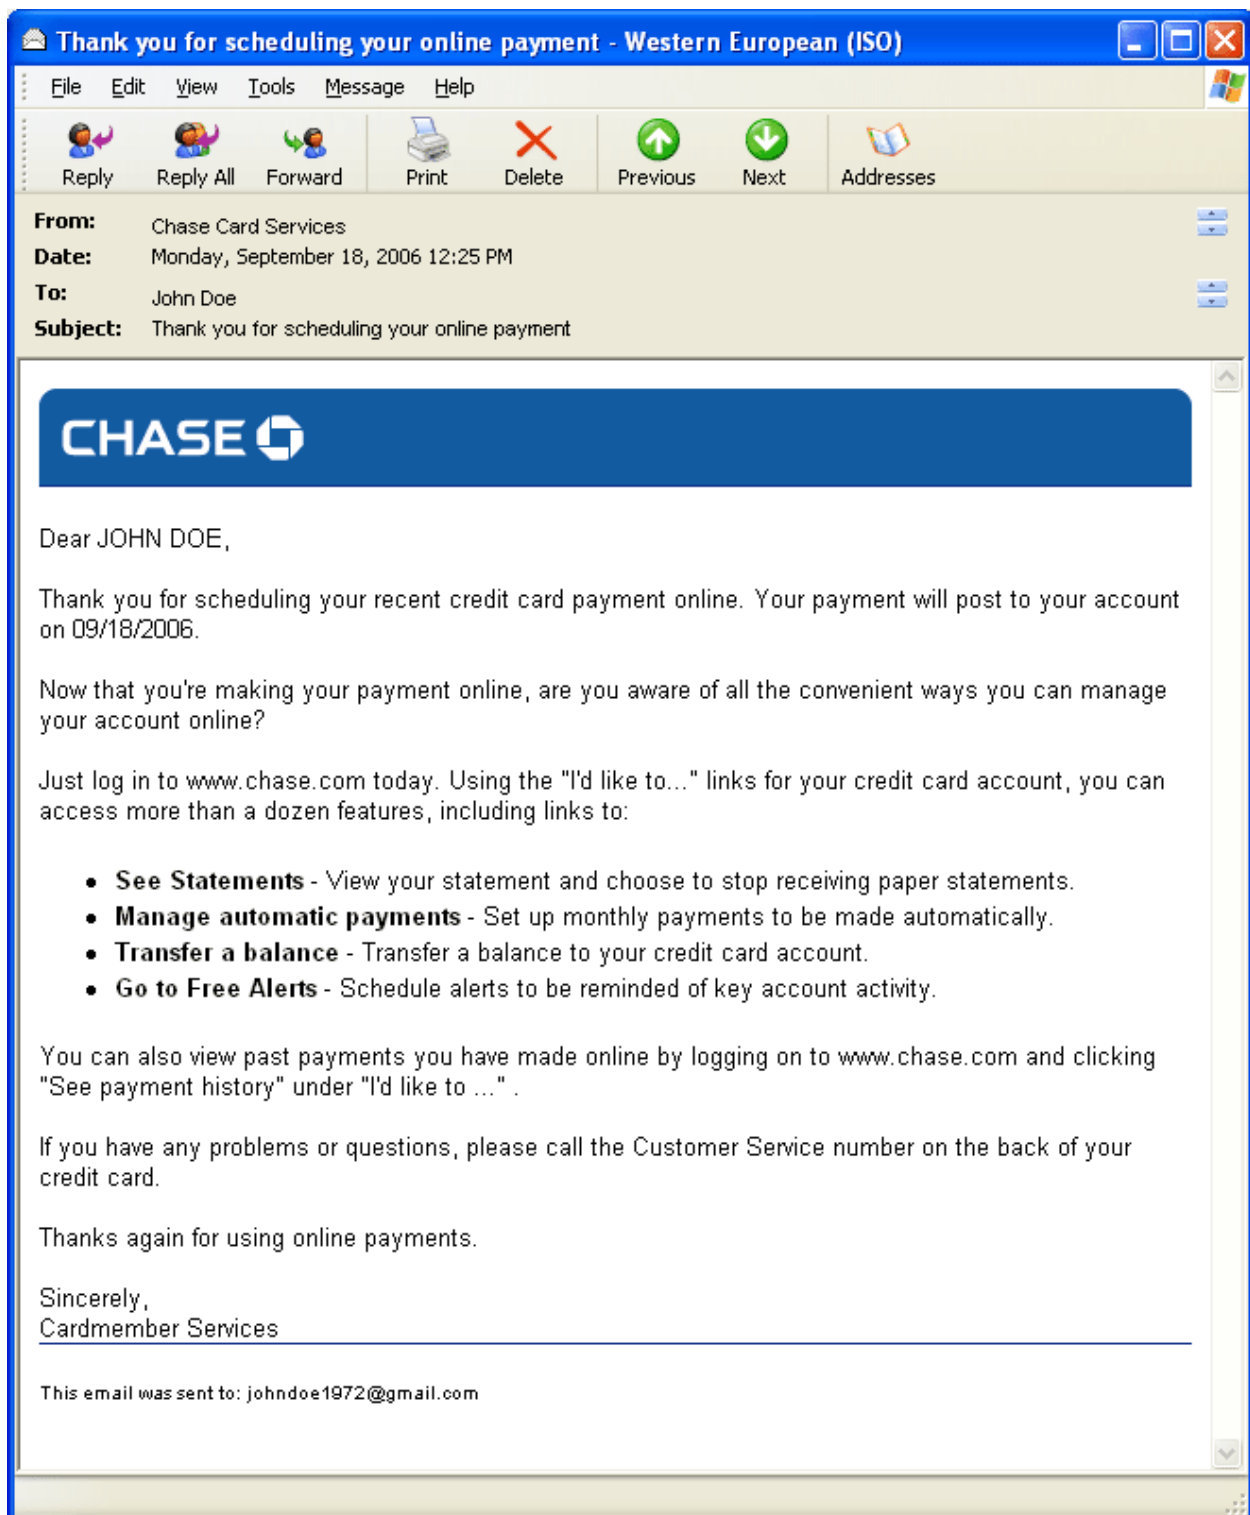 Thank you for scheduling your online payment - Western European (ISO)
File Edit View Tools Message Help
Reply Reply All Forward Print Delete Previous Next Addresses
From: Chase Card Services
Date: Monday, September 18, 2006 12:25 PM
To: John Doe
Subject: Thank you for scheduling your online payment
CHASE
Dear JOHN DOE,
Thank you for scheduling your recent credit card payment online. Your payment will post to your account
on 09/18/2006.
Now that you're making your payment online, are you aware of all the convenient ways you can manage
your account online?
Just log in to www.chase.com today. Using the "I'd like to..." links for your credit card account, you can
access more than a dozen features, including links to:
• See Statements - View your statement and choose to stop receiving paper statements.
• Manage automatic payments - Set up monthly payments to be made automatically.
• Transfer a balance - Transfer a balance to your credit card account.
• Go to Free Alerts - Schedule alerts to be reminded of key account activity.
You can also view past payments you have made online by logging on to www.chase.com and clicking
"See payment history" under "I'd like to ..." .
If you have any problems or questions, please call the Customer Service number on the back of your
credit card.
Thanks again for using online payments.
Sincerely,
Cardmember Services
This email was sent to: johndoe1972@gmail.com